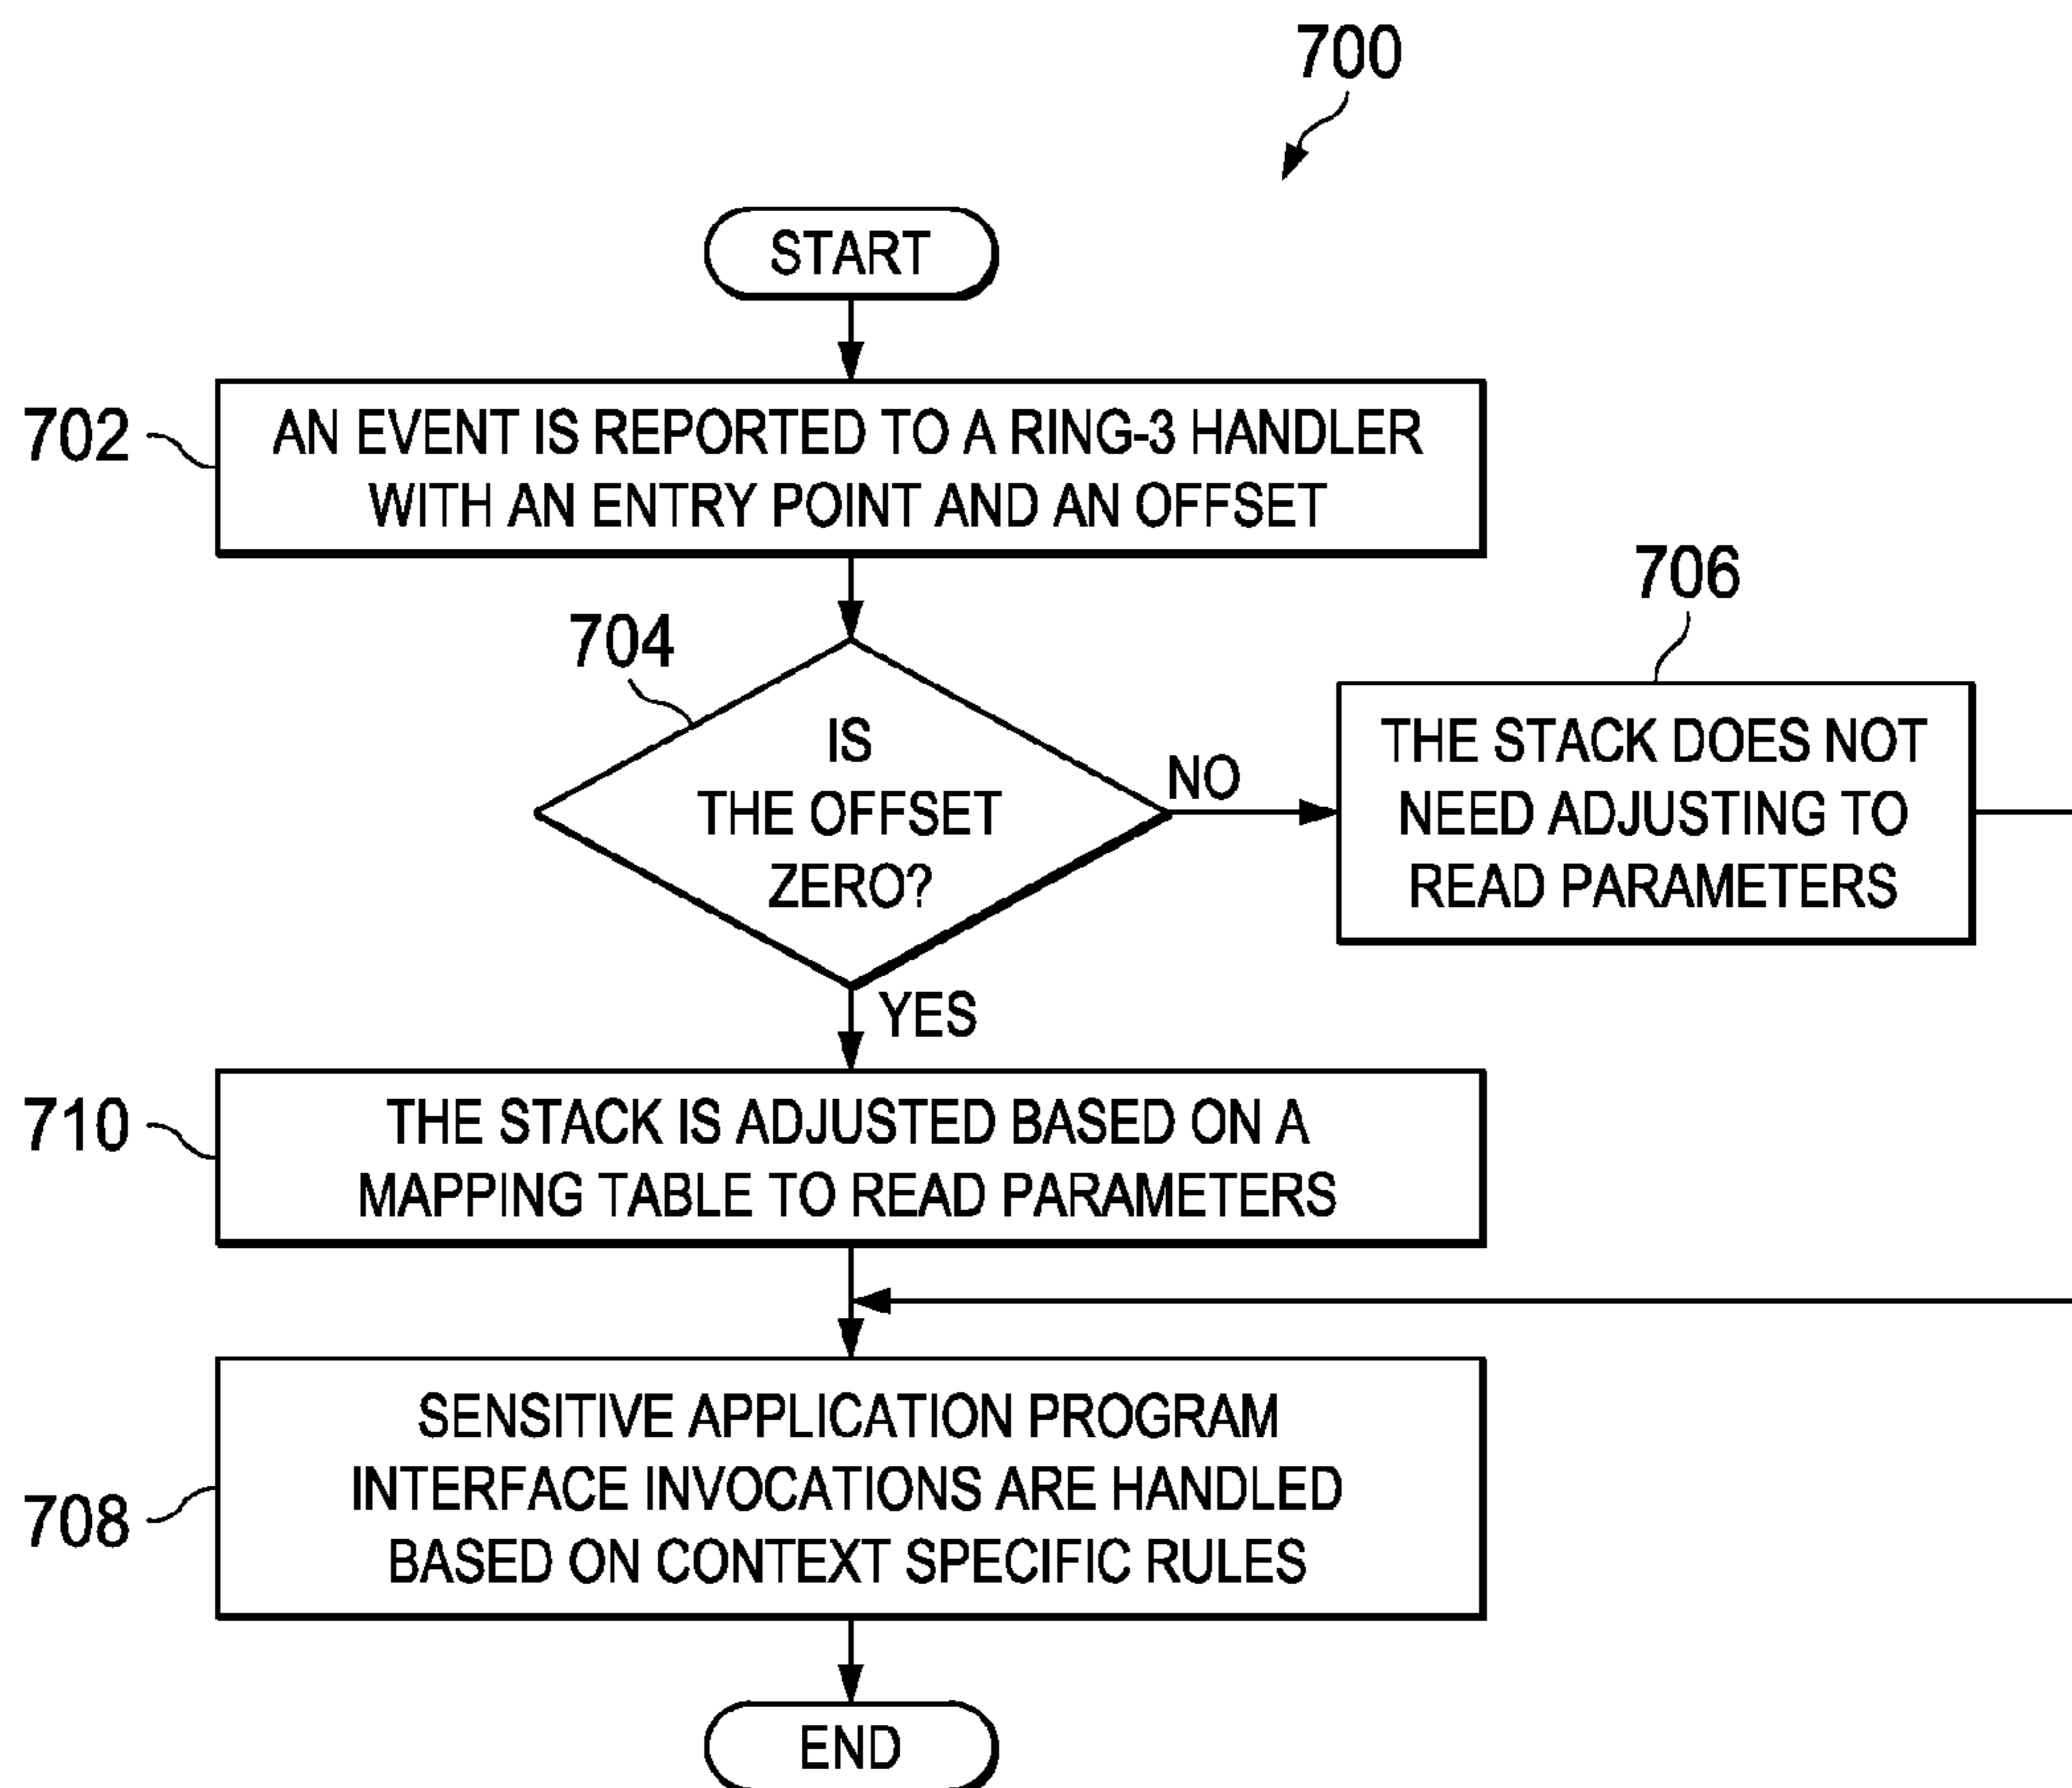 700
START
702
AN EVENT IS REPORTED TO A RING-3 HANDLER
WITH AN ENTRY POINT AND AN OFFSET
704
IS
THE OFFSET
ZERO?
NO
706
THE STACK DOES NOT
NEED ADJUSTING TO
READ PARAMETERS
YES
710
THE STACK IS ADJUSTED BASED ON A
MAPPING TABLE TO READ PARAMETERS
708
SENSITIVE APPLICATION PROGRAM
INTERFACE INVOCATIONS ARE HANDLED
BASED ON CONTEXT SPECIFIC RULES
END